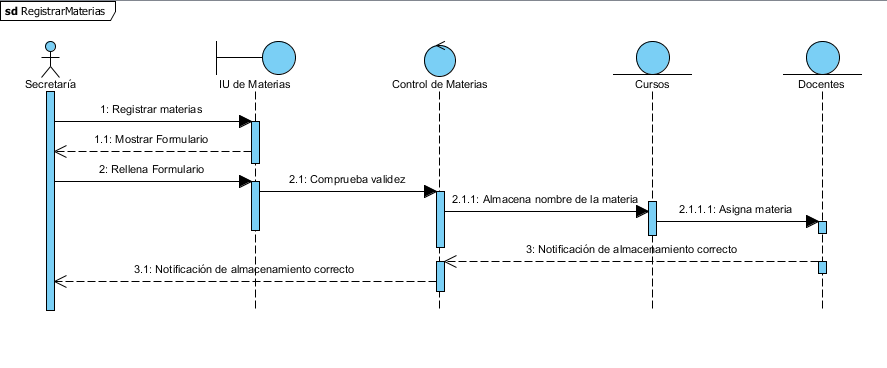 sd RegistrarMaterias
Secretaría
IU de Materias
Control de Materias
Cursos
Docentes
1: Registrar materias
1.1: Mostrar Formulario
2: Rellena Formulario
2.1: Comprueba validez
2.1.1: Almacena nombre de la materia
2.1.1.1: Asigna materia
3: Notificación de almacenamiento correcto
3.1: Notificación de almacenamiento correcto